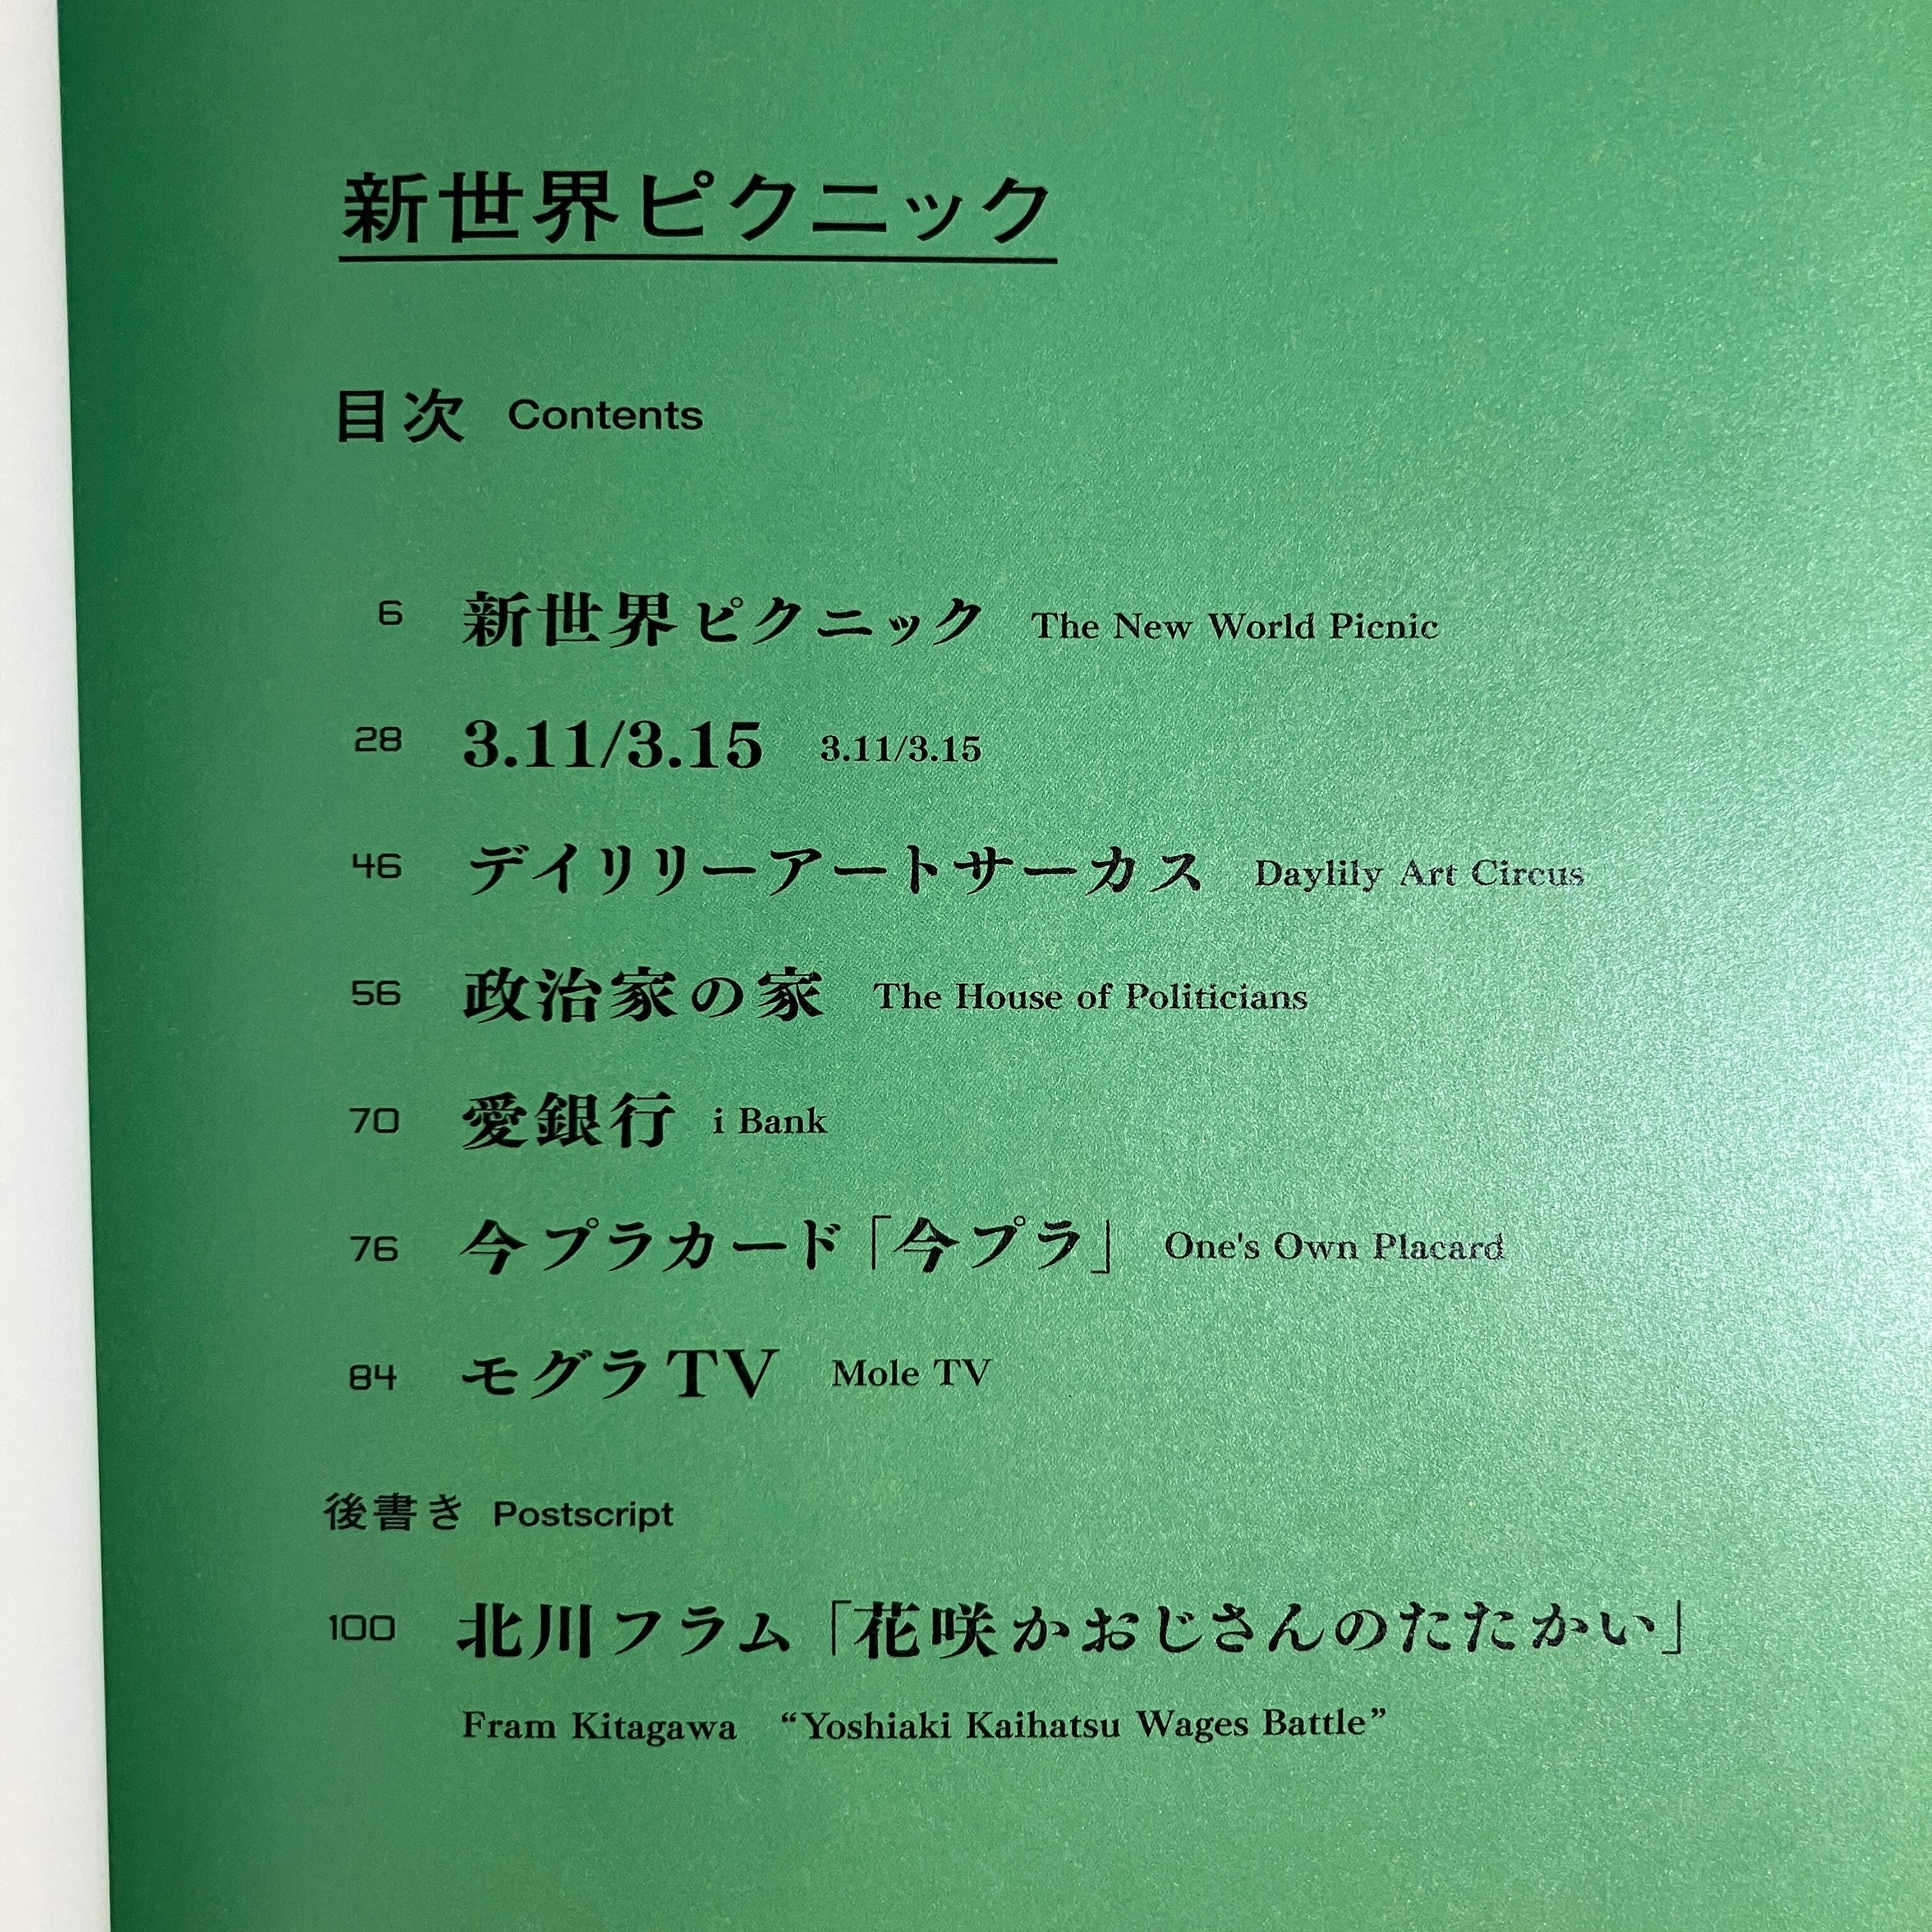 新世界ピクニック
目次 Contents
6 新世界ピクニック The New World Picnic
28 3.11/3.15 3.11/3.15
46 デイリリーアートサーカス Daylily Art Circus
56 政治家の家 The House of Politicians
70 愛銀行 i Bank
76 今プラカード「今プラ」 One's Own Placard
84 モグラTV Mole TV
後書き Postscript
100 北川フラム「花咲かおじさんのたたかい」
Fram Kitagawa “Yoshiaki Kaihatsu Wages Battle”